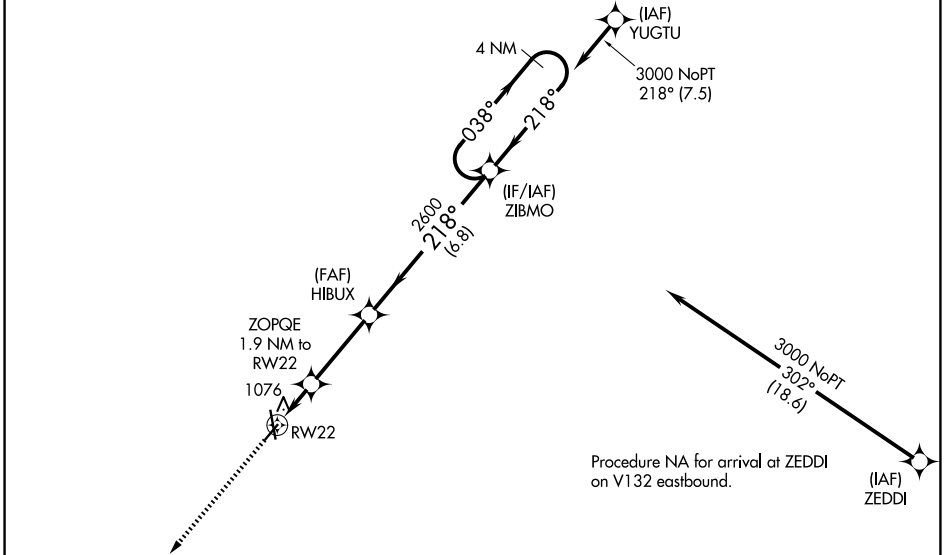 (IAF)
YUGTU
4 NM
3000 NoPT
218° (7.5)
038°
218°
(IF/IAF)
ZIBMO
2600
218°
(6.8)
(FAF)
HIBUX
ZOPQE
1.9 NM to
RW22
1076
RW22
3000 NoPT
302°
(18.6)
Procedure NA for arrival at ZEDDI
on V132 eastbound.
(IAF)
ZEDDI